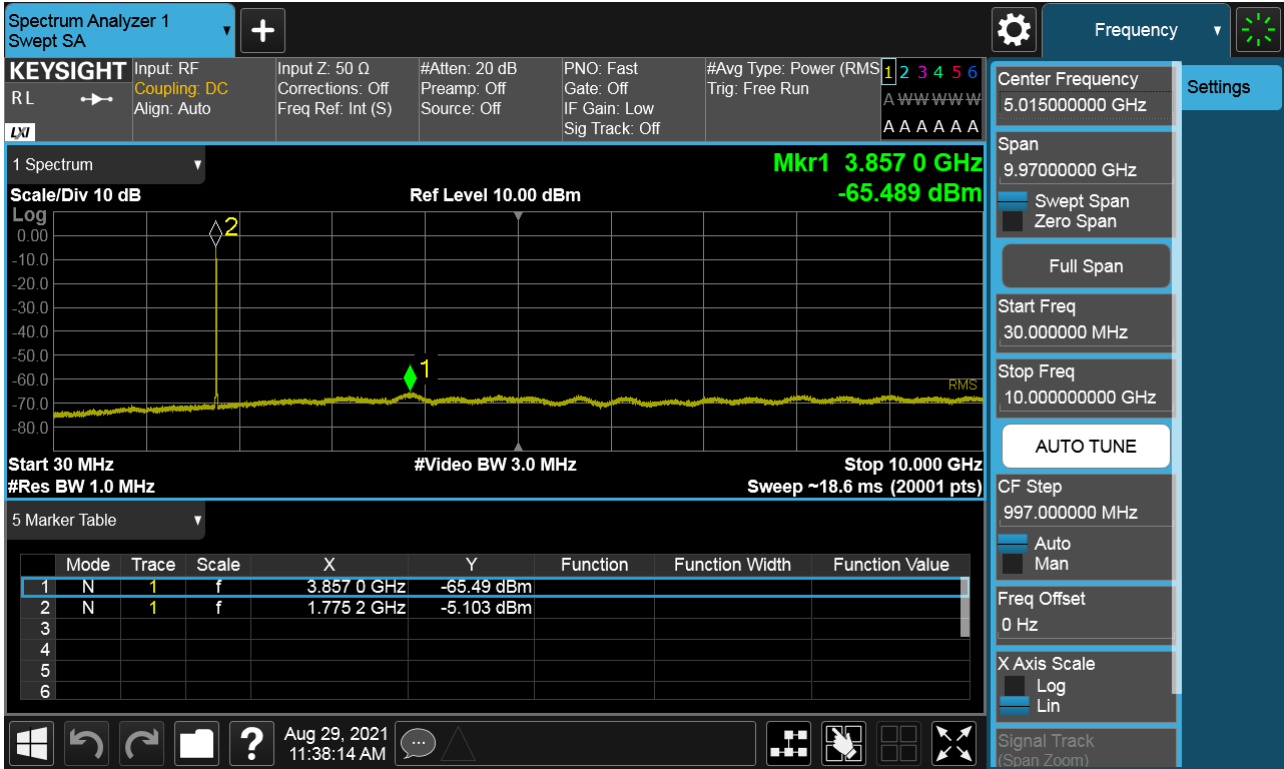 Spectrum Analyzer 1
Swept SA
Frequency
KEYSIGHT
RL
LXI
Input: RF
Coupling: DC
Align: Auto
Input Z: 50 Ω
Corrections: Off
Freq Ref: Int (S)
#Atten: 20 dB
Preamp: Off
Source: Off
PNO: Fast
Gate: Off
IF Gain: Low
Sig Track: Off
#Avg Type: Power (RMS
Trig: Free Run
1 2 3 4 5 6
A W W W W W
A A A A A A
1 Spectrum
Mkr1 3.857 0 GHz
-65.489 dBm
Scale/Div 10 dB
Ref Level 10.00 dBm
Log
0.00
-10.0
-20.0
-30.0
-40.0
-50.0
-60.0
-70.0
-80.0
2
1
RMS
Start 30 MHz
#Video BW 3.0 MHz
Stop 10.000 GHz
#Res BW 1.0 MHz
Sweep ~18.6 ms (20001 pts)
5 Marker Table
Mode Trace Scale X Y Function Function Width Function Value
1 N 1 f 3.857 0 GHz -65.49 dBm
2 N 1 f 1.775 2 GHz -5.103 dBm
3
4
5
6
Aug 29, 2021
11:38:14 AM
Center Frequency
5.015000000 GHz
Settings
Span
9.97000000 GHz
Swept Span
Zero Span
Full Span
Start Freq
30.000000 MHz
Stop Freq
10.000000000 GHz
AUTO TUNE
CF Step
997.000000 MHz
Auto
Man
Freq Offset
0 Hz
X Axis Scale
Log
Lin
Signal Track
(Span Zoom)